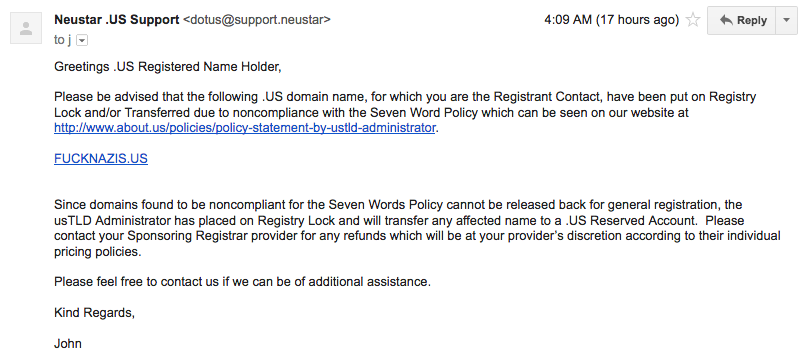 Neustar .US Support <dotus@support.neustar> 4:09 AM (17 hours ago) Reply
to j
Greetings .US Registered Name Holder,
Please be advised that the following .US domain name, for which you are the Registrant Contact, have been put on Registry
Lock and/or Transferred due to noncompliance with the Seven Word Policy which can be seen on our website at
http://www.about.us/policies/policy-statement-by-ustld-administrator.
FUCKNAZIS.US
Since domains found to be noncompliant for the Seven Words Policy cannot be released back for general registration, the
usTLD Administrator has placed on Registry Lock and will transfer any affected name to a .US Reserved Account.  Please
contact your Sponsoring Registrar provider for any refunds which will be at your provider's discretion according to their individual
pricing policies.
Please feel free to contact us if we can be of additional assistance.
Kind Regards,
John